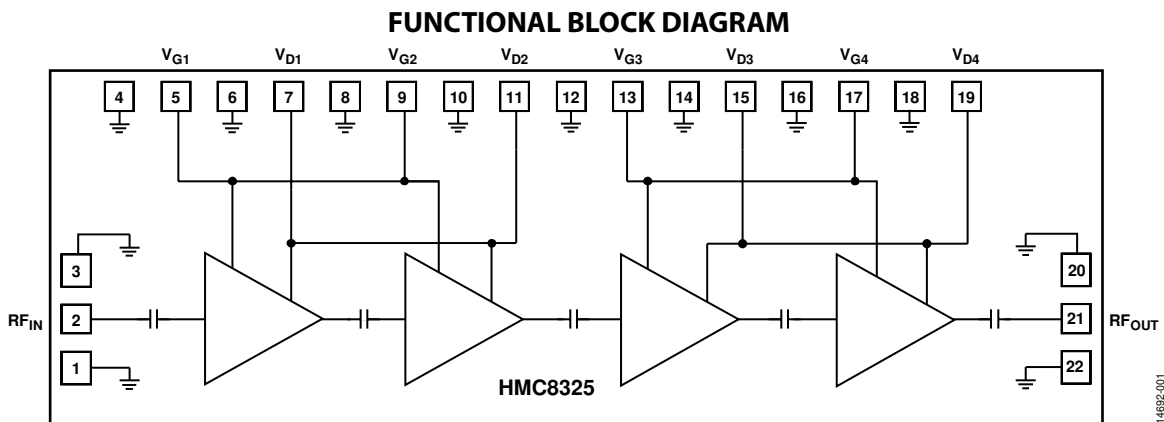 FUNCTIONAL BLOCK DIAGRAM
VG1 VD1 VG2 VD2 VG3 VD3 VG4 VD4
4 5 6 7 8 9 10 11 12 13 14 15 16 17 18 19
3 20
RFIN 2 21 RFOUT
1 22
HMC8325
14692-001